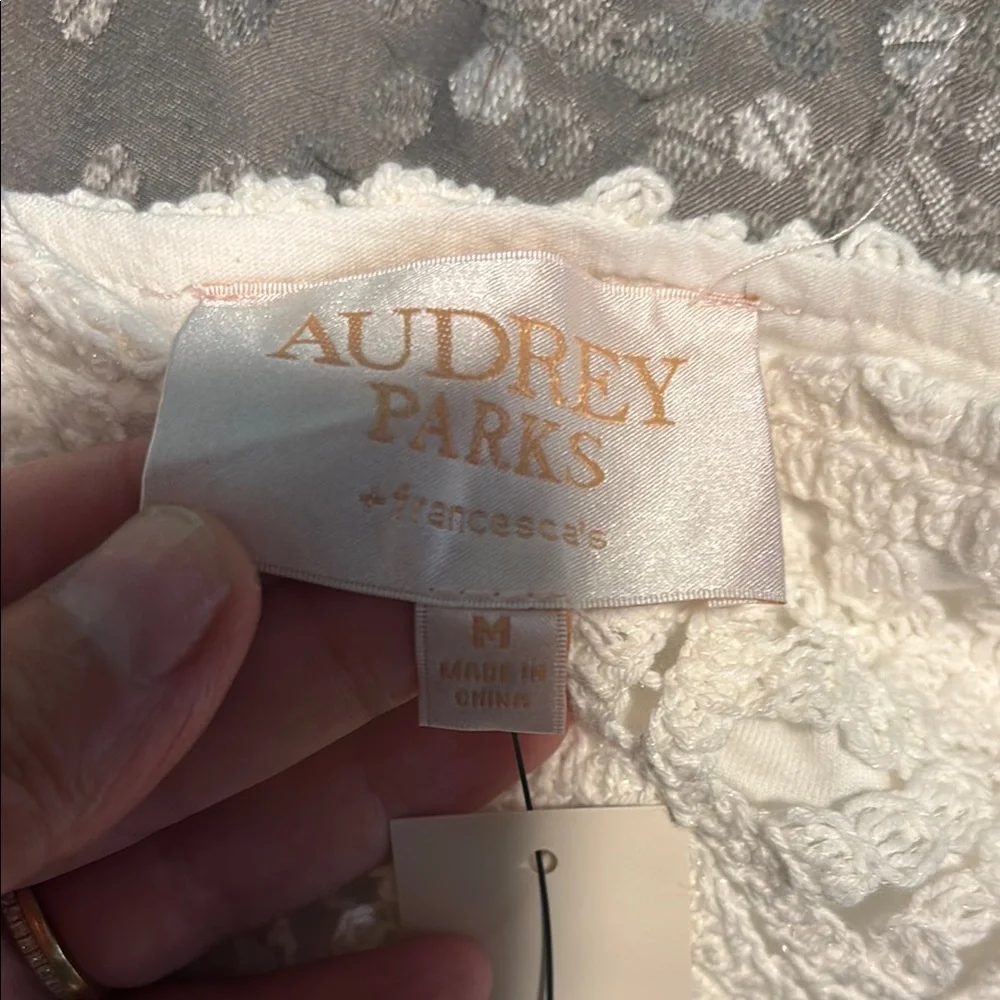 AUDREY
PARKS
+francesca's
M
MADE IN
CHINA